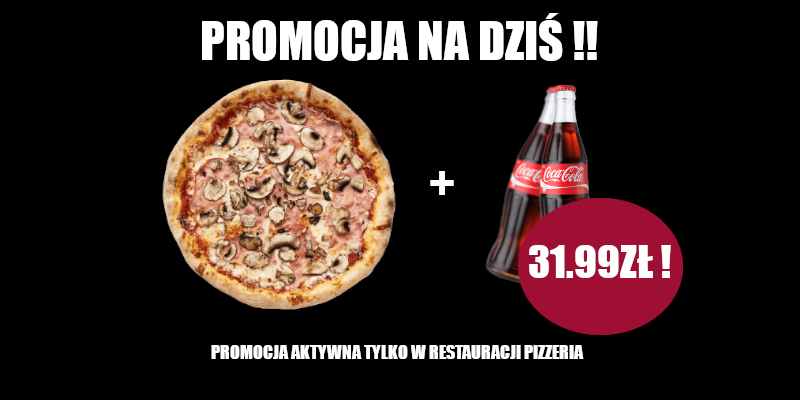 PROMOCJA NA DZIŚ !!
+
Coca-Cola
Coca-Cola
31.99ZŁ !
PROMOCJA AKTYWNA TYLKO W RESTAURACJI PIZZERIA